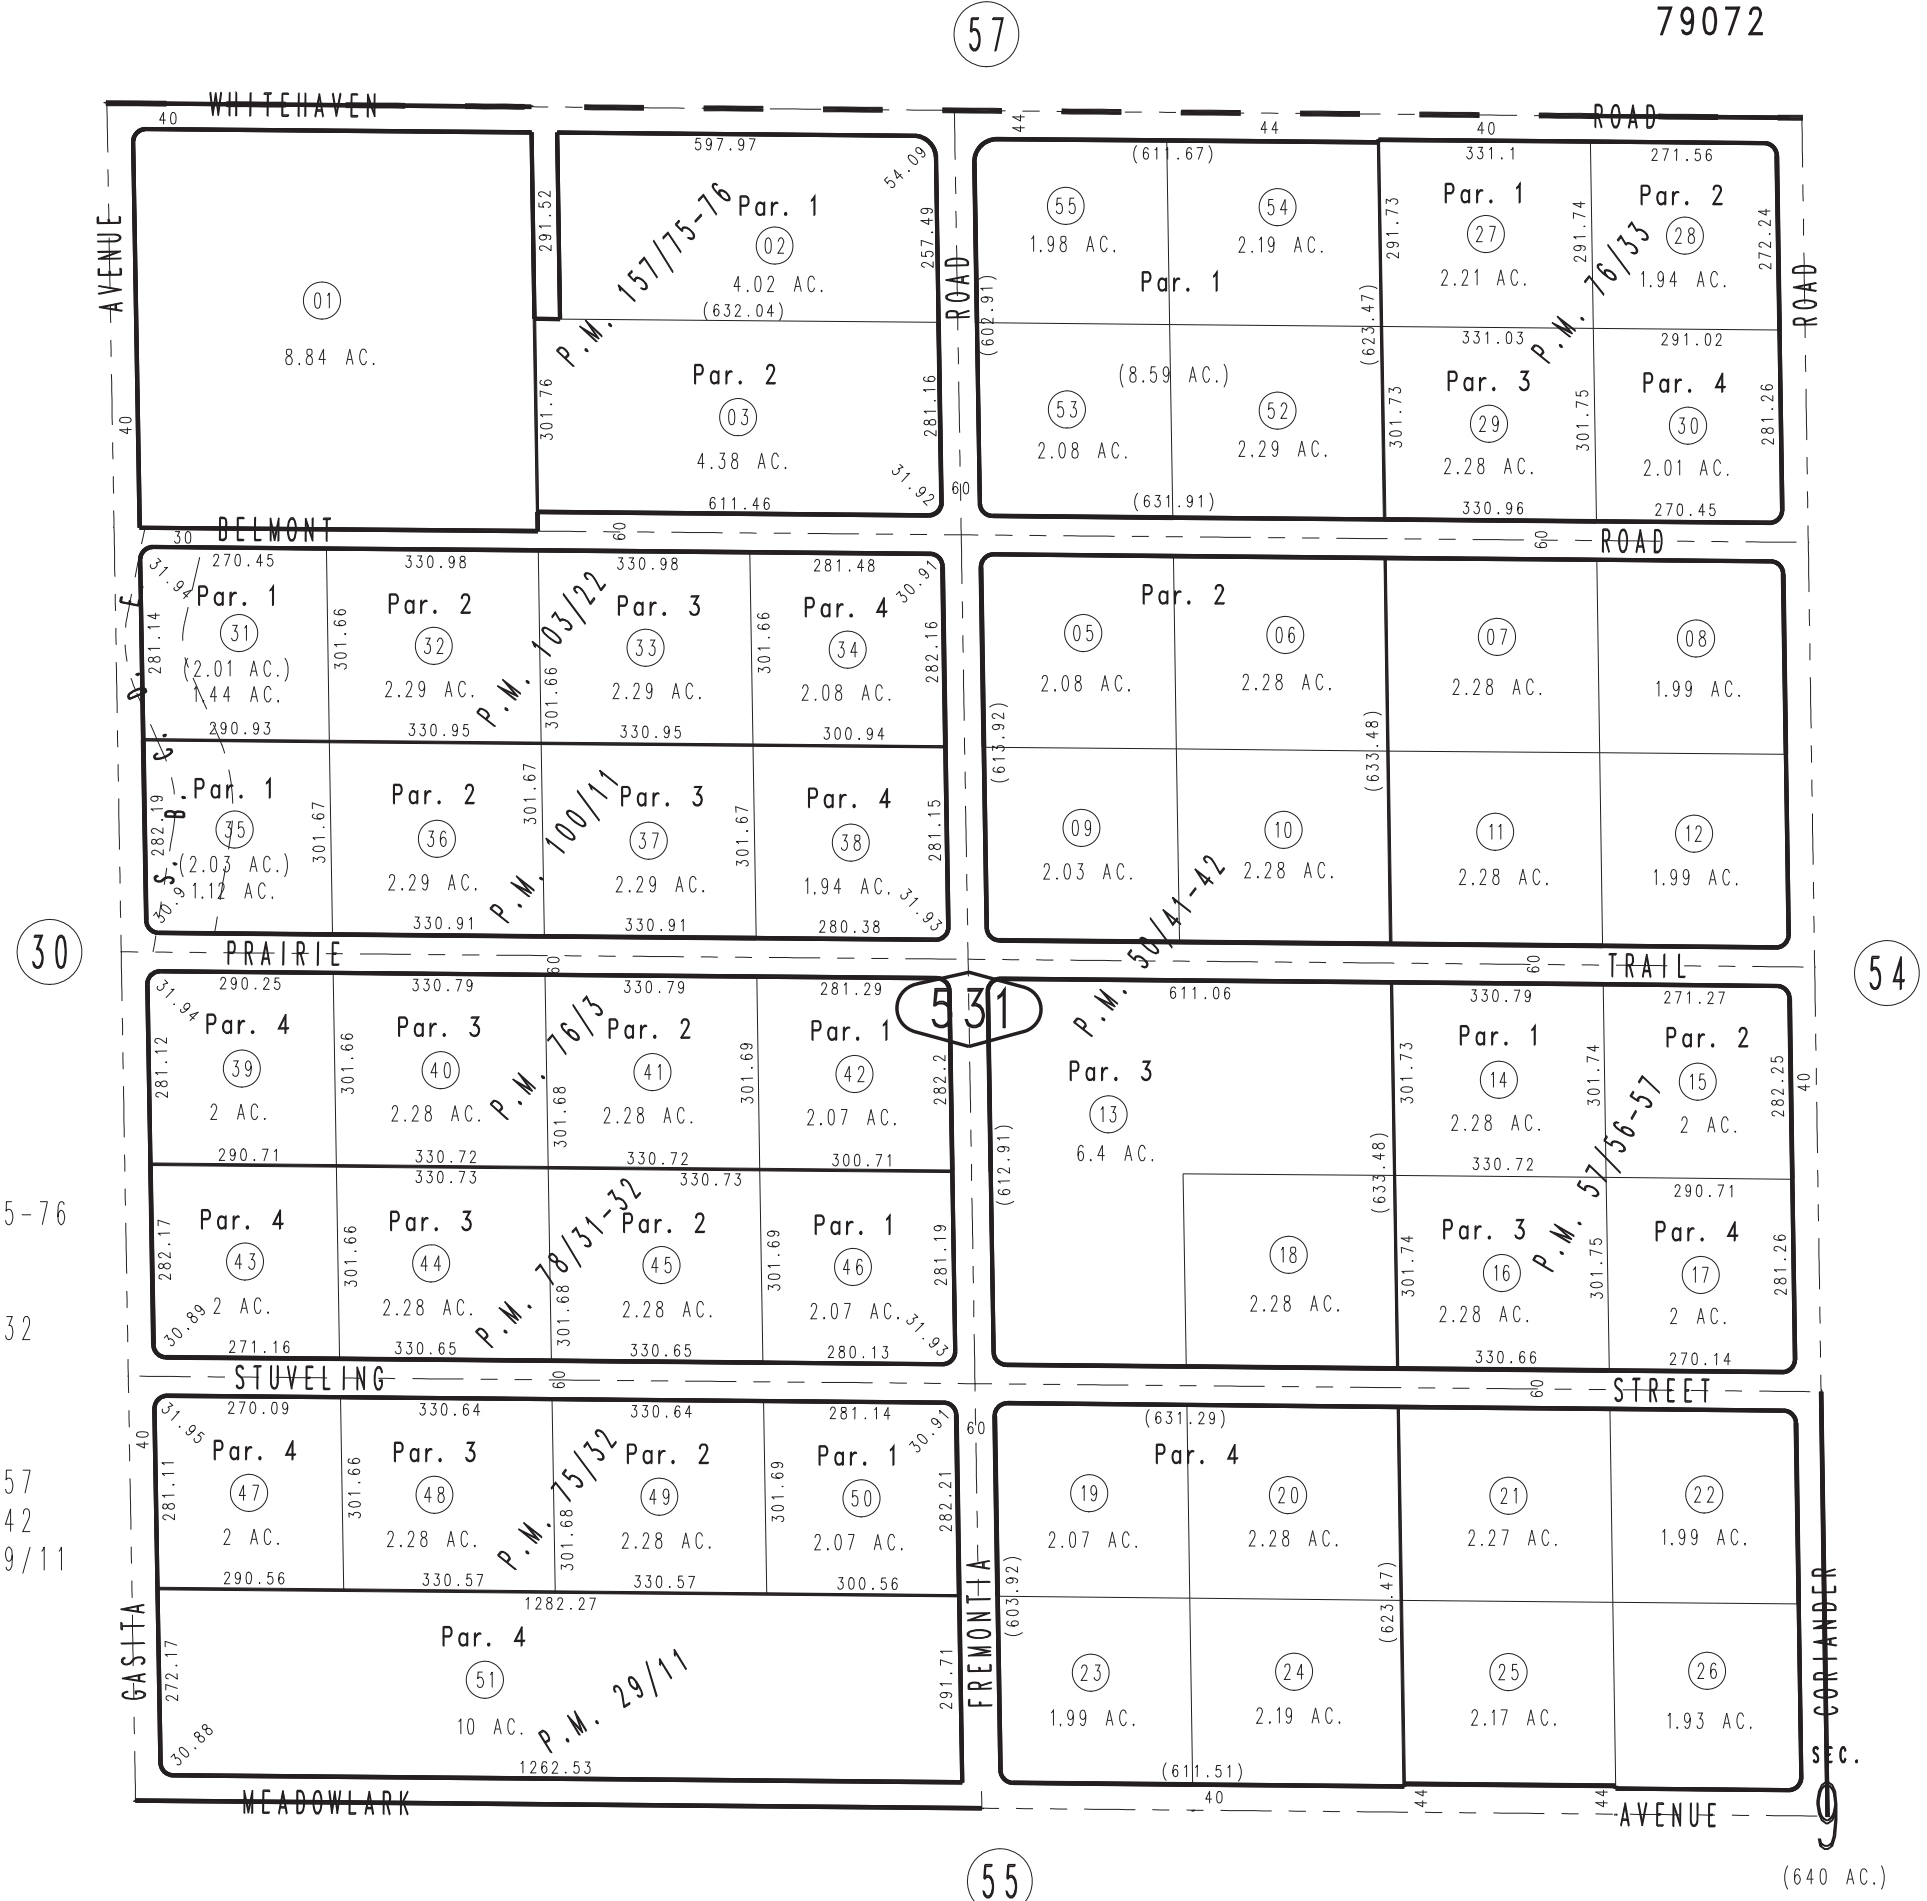 79072
57
WHITEHAVEN ROAD
40 44 44 40
AVENUE
01
8.84 AC.
40
597.97
54.09
291.52
Par. 1
02
4.02 AC.
(632.04)
257.49
P.M. 157/75-76
Par. 2
03
4.38 AC.
301.76
281.16
31.92
611.46
ROAD
60
(611.67)
55
1.98 AC.
54
2.19 AC.
Par. 1
(602.91)
(623.47)
(8.59 AC.)
53
2.08 AC.
52
2.29 AC.
(631.91)
331.1
271.56
Par. 1
27
2.21 AC.
291.73
291.74
Par. 2
28
1.94 AC.
272.24
P.M. 76/33
331.03
291.02
Par. 3
29
2.28 AC.
301.73
301.75
Par. 4
30
2.01 AC.
281.26
330.96
270.45
ROAD
BELMONT ROAD
30 60 60
31.94
270.45
330.98
330.98
281.48
30.91
Par. 1
31
(2.01 AC.)
1.44 AC.
281.14
301.66
Par. 2
32
2.29 AC.
P.M. 103/22
301.66
Par. 3
33
2.29 AC.
301.66
Par. 4
34
2.08 AC.
282.16
290.93
330.95
330.95
300.94
S. B. C. O. E.
Par. 1
35
(2.03 AC.)
1.12 AC.
282.19
30.9
301.67
Par. 2
36
2.29 AC.
301.67
P.M. 100/11
Par. 3
37
2.29 AC.
301.67
Par. 4
38
1.94 AC.
281.15
31.93
330.91
330.91
280.38
Par. 2
05
2.08 AC.
06
2.28 AC.
07
2.28 AC.
08
1.99 AC.
(613.92)
(633.48)
09
2.03 AC.
10
2.28 AC.
11
2.28 AC.
12
1.99 AC.
P.M. 50/41-42
30
PRAIRIE TRAIL
60 60
54
531
31.94
290.25
330.79
330.79
281.29
Par. 4
39
2 AC.
281.12
301.66
Par. 3
40
2.28 AC.
P.M. 76/3
301.68
Par. 2
41
2.28 AC.
301.69
Par. 1
42
2.07 AC.
282.2
290.71
330.72
330.72
300.71
330.73
330.73
Par. 4
43
2 AC.
282.17
30.89
301.66
Par. 3
44
2.28 AC.
P.M. 78/31-32
301.68
Par. 2
45
2.28 AC.
301.69
Par. 1
46
2.07 AC.
281.19
31.93
271.16
330.65
330.65
280.13
611.06
Par. 3
13
6.4 AC.
(612.91)
(633.48)
18
2.28 AC.
330.79
271.27
Par. 1
14
2.28 AC.
301.73
301.74
Par. 2
15
2 AC.
282.25
40
330.72
290.71
P.M. 57/56-57
Par. 3
16
2.28 AC.
301.74
301.75
Par. 4
17
2 AC.
281.26
330.66
270.14
5-76
32
57
42
9/11
STUVELING STREET
60 60
40
31.95
270.09
330.64
330.64
281.14
30.91
Par. 4
47
2 AC.
281.11
301.66
Par. 3
48
2.28 AC.
P.M. 75/32
301.68
Par. 2
49
2.28 AC.
301.69
Par. 1
50
2.07 AC.
282.21
290.56
330.57
330.57
300.56
1282.27
Par. 4
51
10 AC.
272.17
30.88
P.M. 29/11
291.71
1262.53
GASITA
FREMONTIA
60
(631.29)
Par. 4
19
2.07 AC.
20
2.28 AC.
21
2.27 AC.
22
1.99 AC.
(603.92)
(623.47)
23
1.99 AC.
24
2.19 AC.
25
2.17 AC.
26
1.93 AC.
(611.51)
CORIANDER
SEC.
9
(640 AC.)
MEADOWLARK AVENUE
40 44 44
55